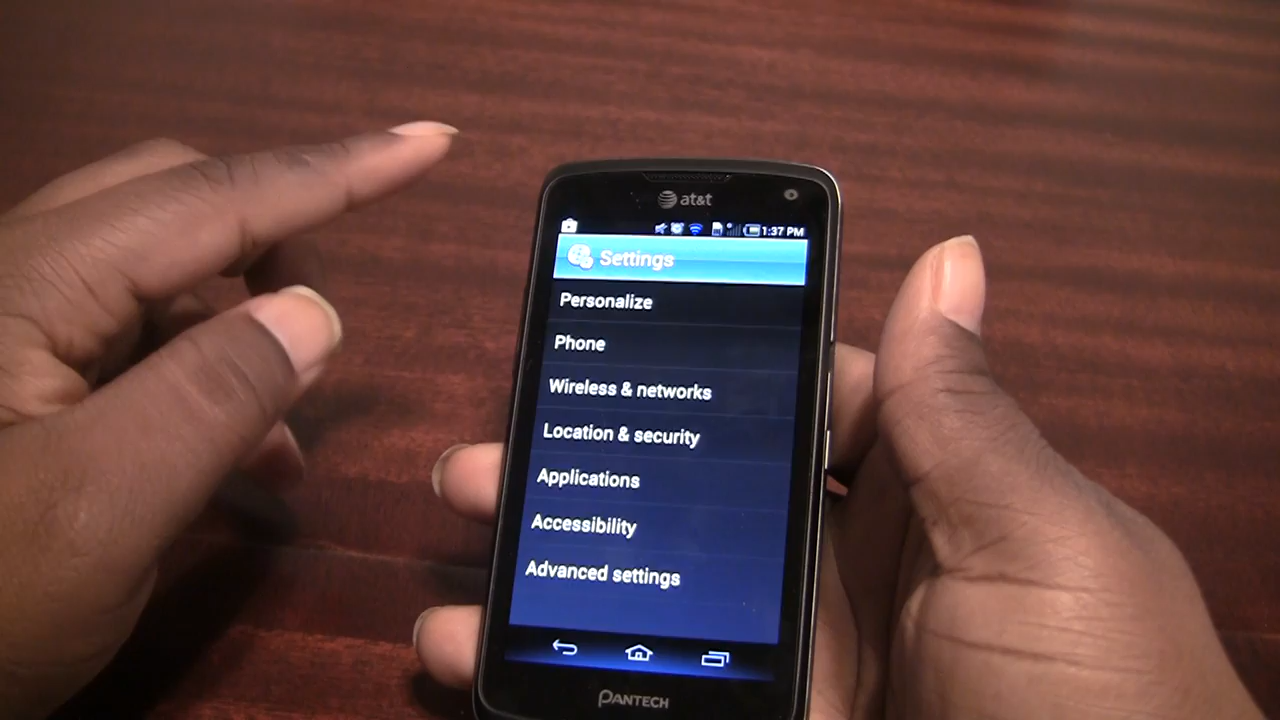 at&t
1:37 PM
Settings
Personalize
Phone
Wireless & networks
Location & security
Applications
Accessibility
Advanced settings
PANTECH